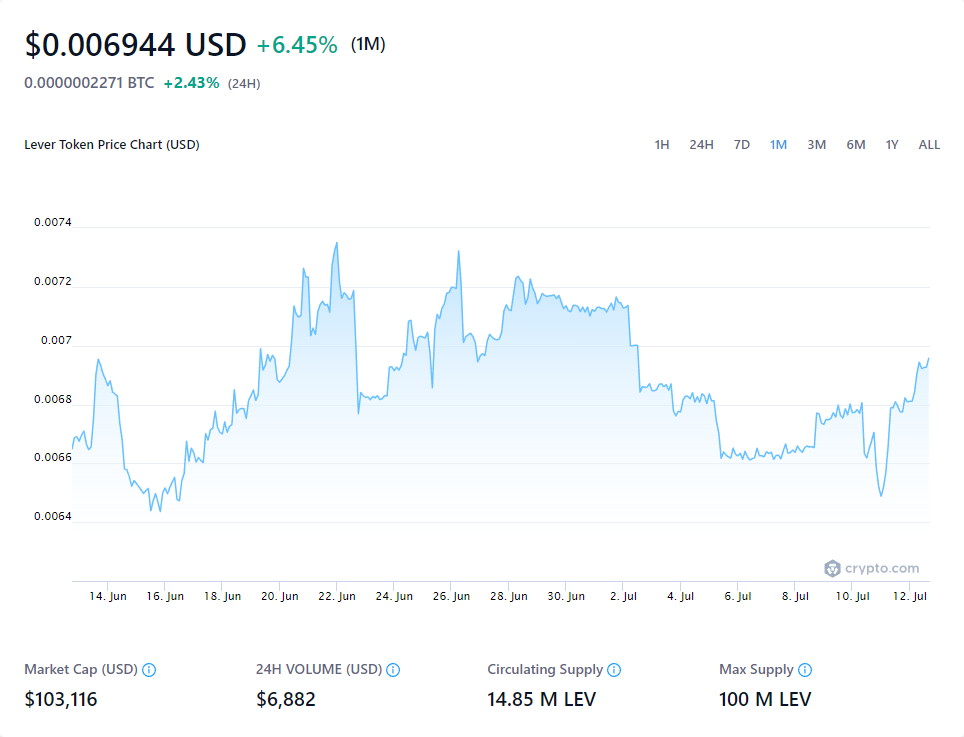 $0.006944 USD +6.45% (1M)
0.0000002271 BTC +2.43% (24H)
Lever Token Price Chart (USD)
1H 24H 7D 1M 3M 6M 1Y ALL
0.0074
0.0072
0.007
0.0068
0.0066
0.0064
crypto.com
14. Jun 16. Jun 18. Jun 20. Jun 22. Jun 24. Jun 26. Jun 28. Jun 30. Jun 2. Jul 4. Jul 6. Jul 8. Jul 10. Jul 12. Jul
Market Cap (USD) 24H VOLUME (USD) Circulating Supply Max Supply
$103,116 $6,882 14.85 M LEV 100 M LEV